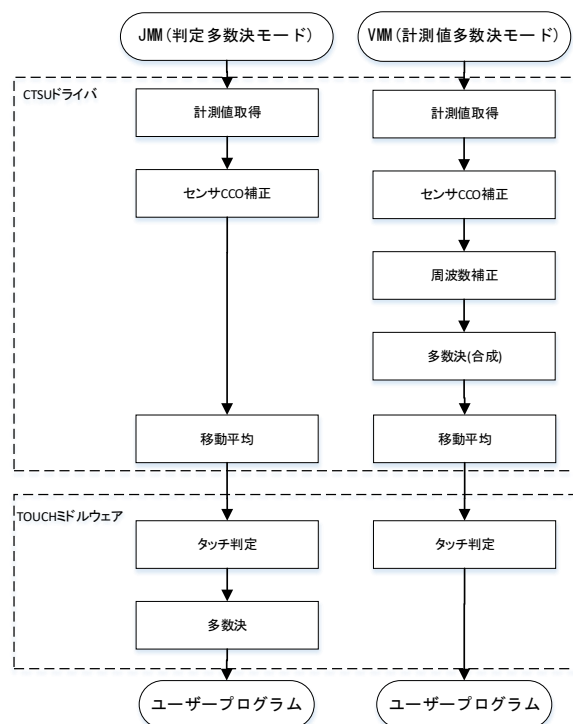 JMM(判定多数決モード)
VMM(計測値多数決モード)
CTSUドライバ
計測値取得
計測値取得
センサCCO補正
センサCCO補正
周波数補正
多数決(合成)
移動平均
移動平均
TOUCHミドルウェア
タッチ判定
タッチ判定
多数決
ユーザープログラム
ユーザープログラム